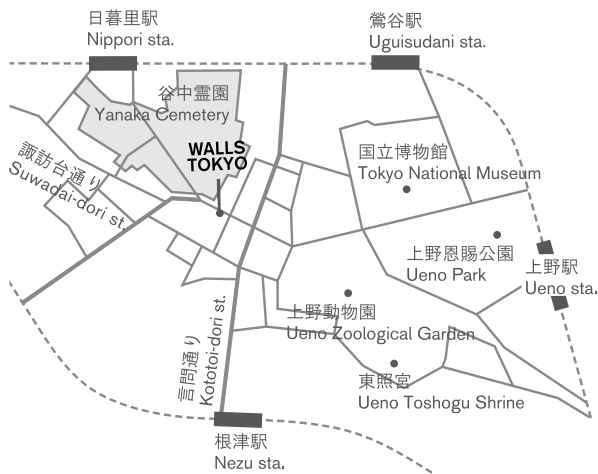 日暮里駅
Nippori sta.
鶯谷駅
Uguisudani sta.
谷中霊園
Yanaka Cemetery
WALLS
TOKYO
諏訪台通り
Suwadai-dori st.
国立博物館
Tokyo National Museum
上野恩賜公園
Ueno Park
上野駅
Ueno sta.
上野動物園
Ueno Zoological Garden
言問通り
Kototoi-dori st.
東照宮
Ueno Toshogu Shrine
根津駅
Nezu sta.